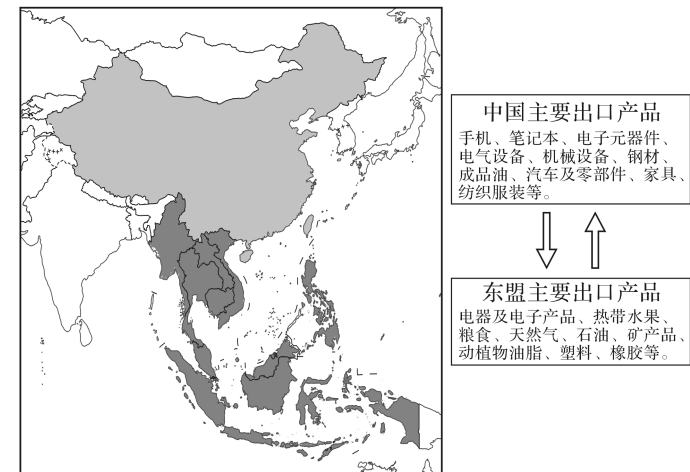 中国主要出口产品
手机、笔记本、电子元器件、
电气设备、机械设备、钢材、
成品油、汽车及零部件、家具、
纺织服装等。
东盟主要出口产品
电器及电子产品、热带水果、
粮食、天然气、石油、矿产品、
动植物油脂、塑料、橡胶等。